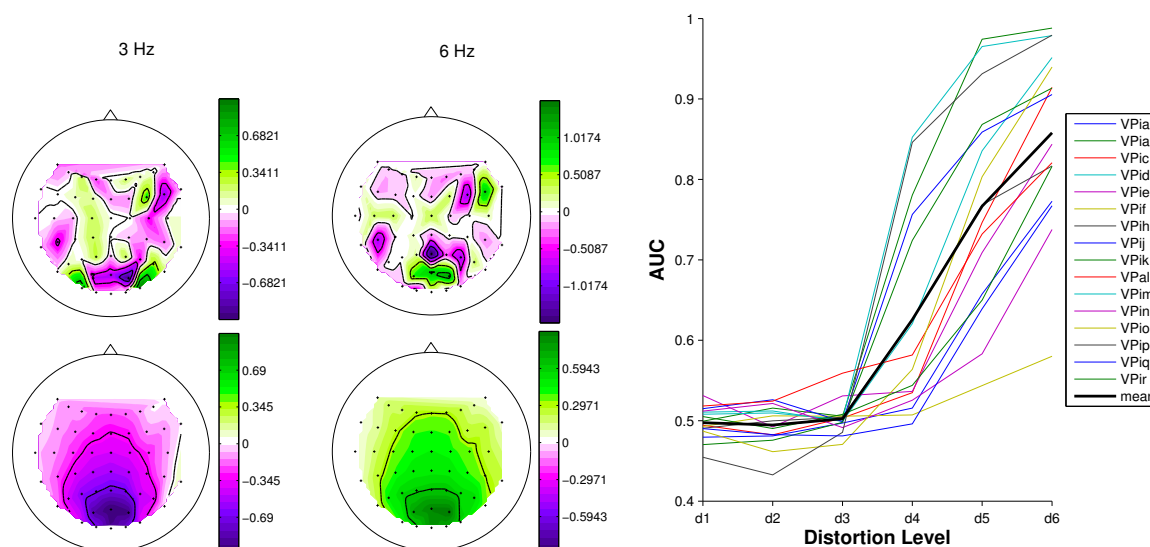 3 Hz
6 Hz
0.6821
0.3411
0
−0.3411
−0.6821
1.0174
0.5087
0
−0.5087
−1.0174
0.69
0.345
0
−0.345
−0.69
0.5943
0.2971
0
−0.2971
−0.5943
1
0.9
0.8
0.7
0.6
0.5
0.4
AUC
d1 d2 d3 d4 d5 d6
Distortion Level
VPia
VPia
VPic
VPid
VPie
VPif
VPih
VPij
VPik
VPal
VPim
VPin
VPio
VPip
VPiq
VPir
mean